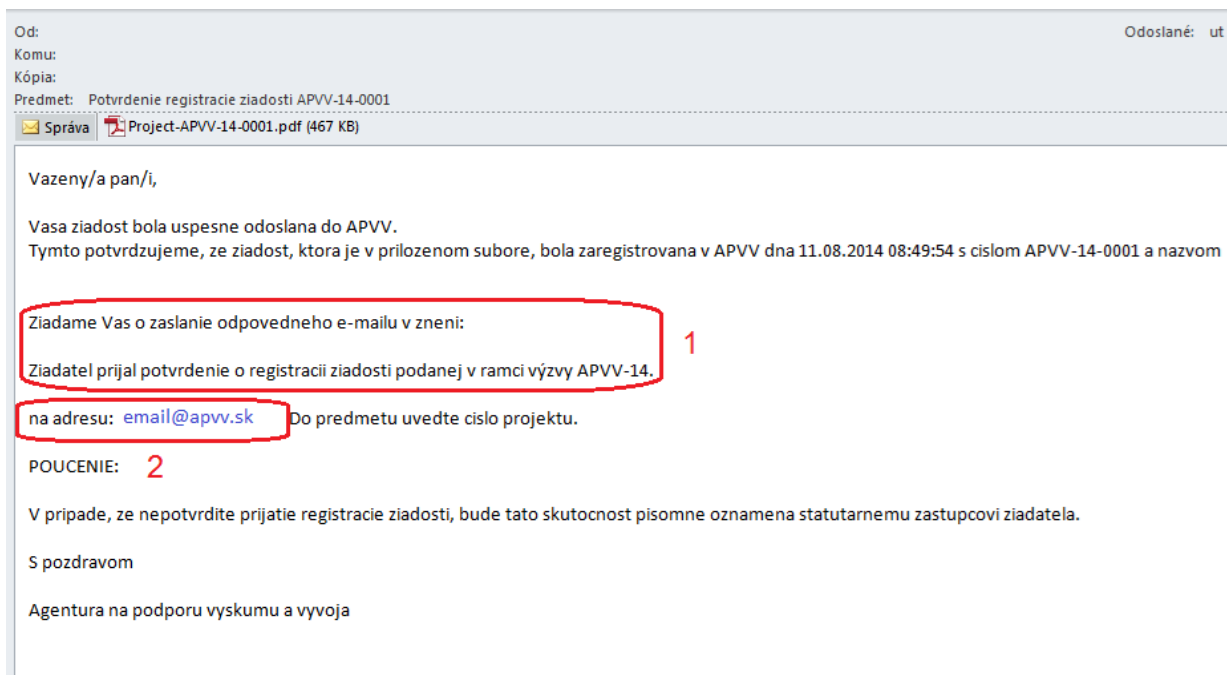 Od:
Odoslané: ut
Komu:
Kópia:
Predmet: Potvrdenie registracie ziadosti APVV-14-0001
Správa Project-APVV-14-0001.pdf (467 KB)
Vazeny/a pan/i,
Vasa ziadost bola uspesne odoslana do APVV.
Tymto potvrdzujeme, ze ziadost, ktora je v prilozenom subore, bola zaregistrovana v APVV dna 11.08.2014 08:49:54 s cislom APVV-14-0001 a nazvom
Ziadame Vas o zaslanie odpovedneho e-mailu v zneni:
1
Ziadatel prijal potvrdenie o registracii ziadosti podanej v ramci výzvy APVV-14.
na adresu: email@apvv.sk Do predmetu uvedte cislo projektu.
POUCENIE: 2
V pripade, ze nepotvrdite prijatie registracie ziadosti, bude tato skutocnost pisomne oznamena statutarnemu zastupcovi ziadatela.
S pozdravom
Agentura na podporu vyskumu a vyvoja